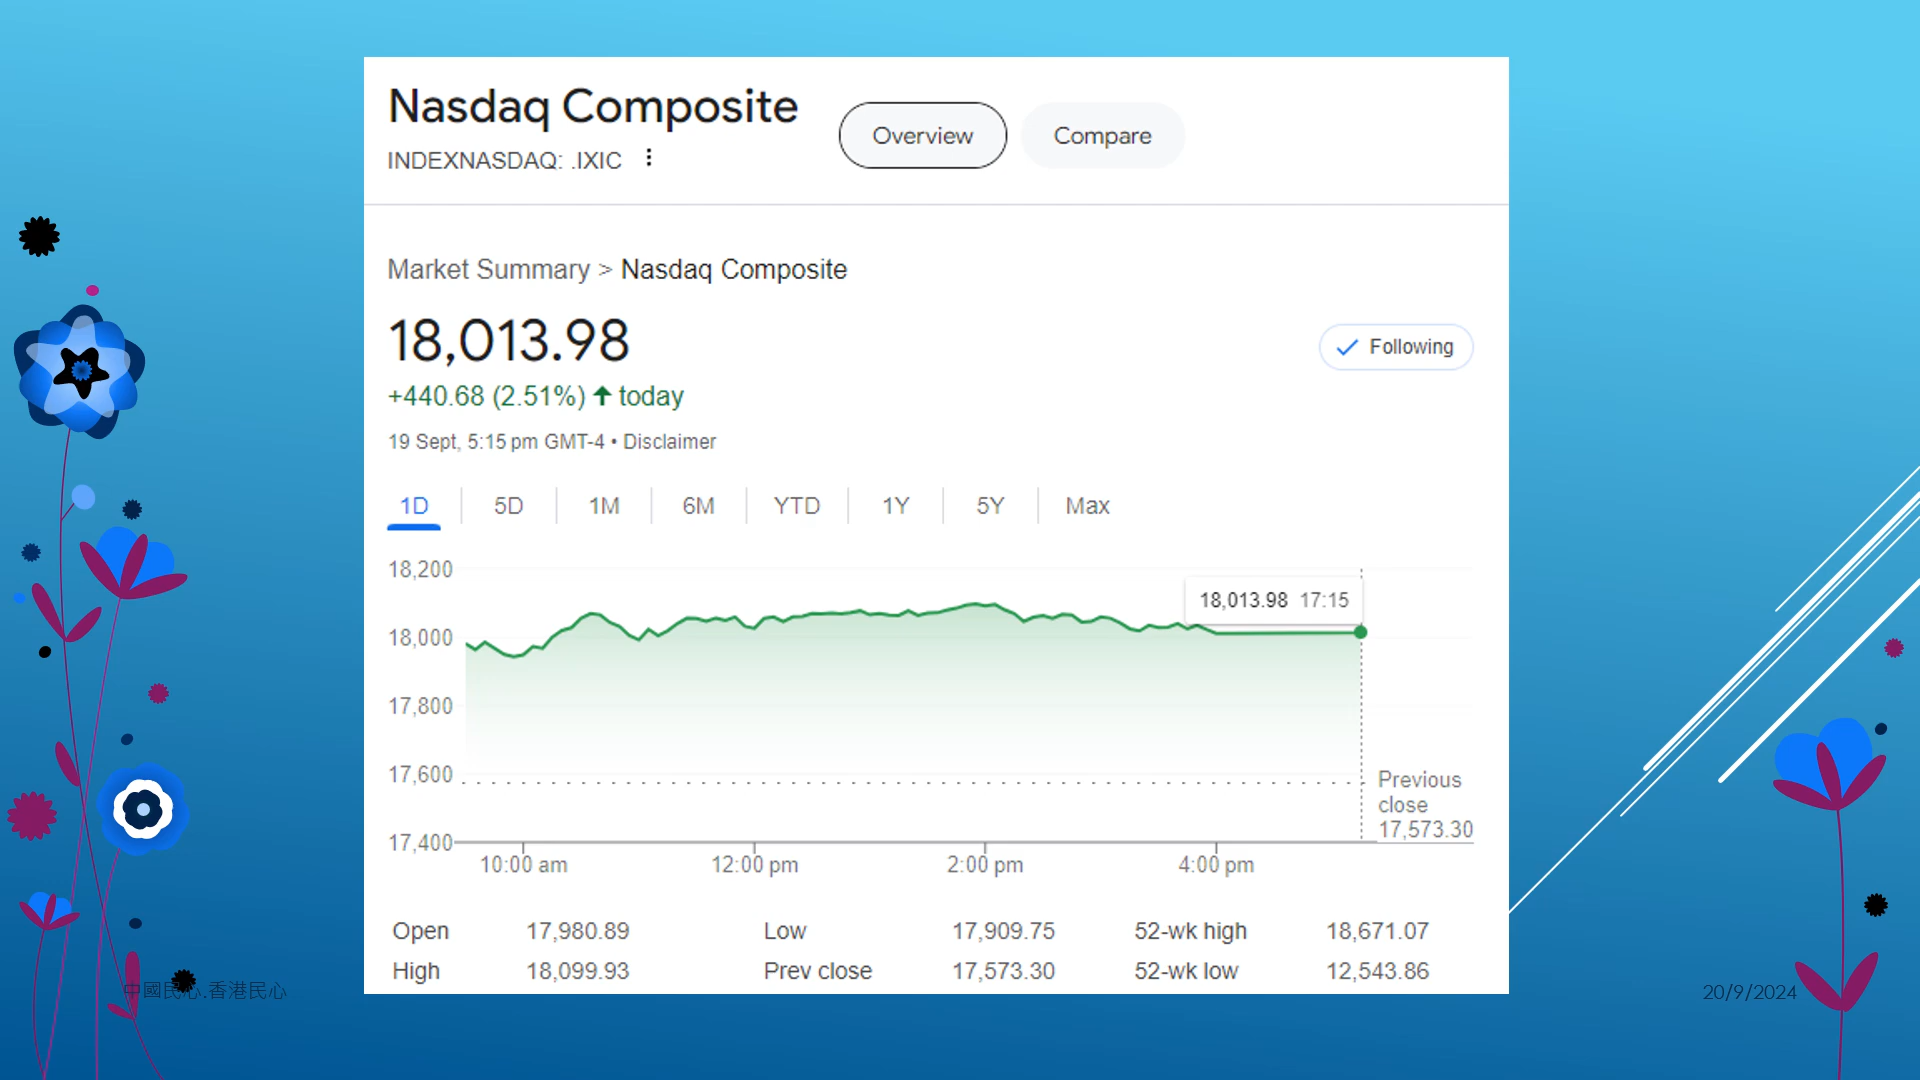 Nasdaq Composite
Overview
Compare
INDEXNASDAQ: .IXIC
Market Summary > Nasdaq Composite
18,013.98
Following
+440.68 (2.51%) ↑ today
19 Sept, 5:15 pm GMT-4 • Disclaimer
1D 5D 1M 6M YTD 1Y 5Y Max
18,200
18,013.98 17:15
18,000
17,800
17,600
Previous
close
17,573.30
17,400
10:00 am 12:00 pm 2:00 pm 4:00 pm
Open 17,980.89 Low 17,909.75 52-wk high 18,671.07
High 18,099.93 Prev close 17,573.30 52-wk low 12,543.86
中國民心.香港民心
20/9/2024